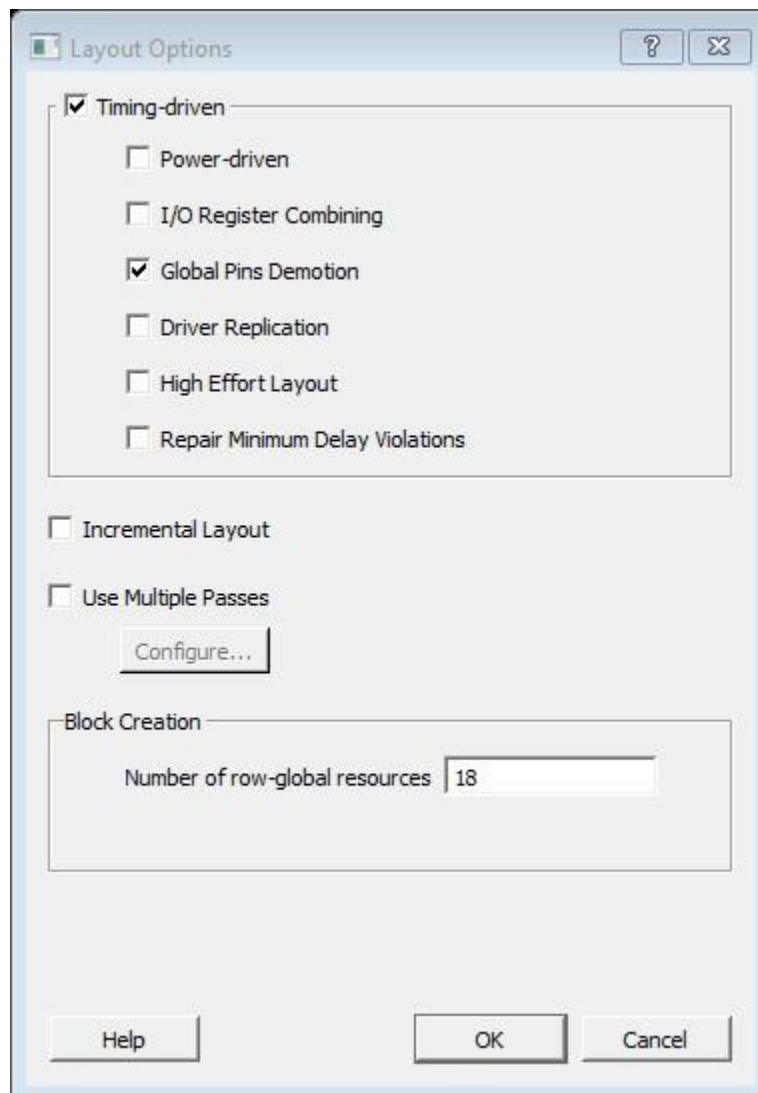 Layout Options
Timing-driven
Power-driven
I/O Register Combining
Global Pins Demotion
Driver Replication
High Effort Layout
Repair Minimum Delay Violations
Incremental Layout
Use Multiple Passes
Configure...
Block Creation
Number of row-global resources 18
Help OK Cancel